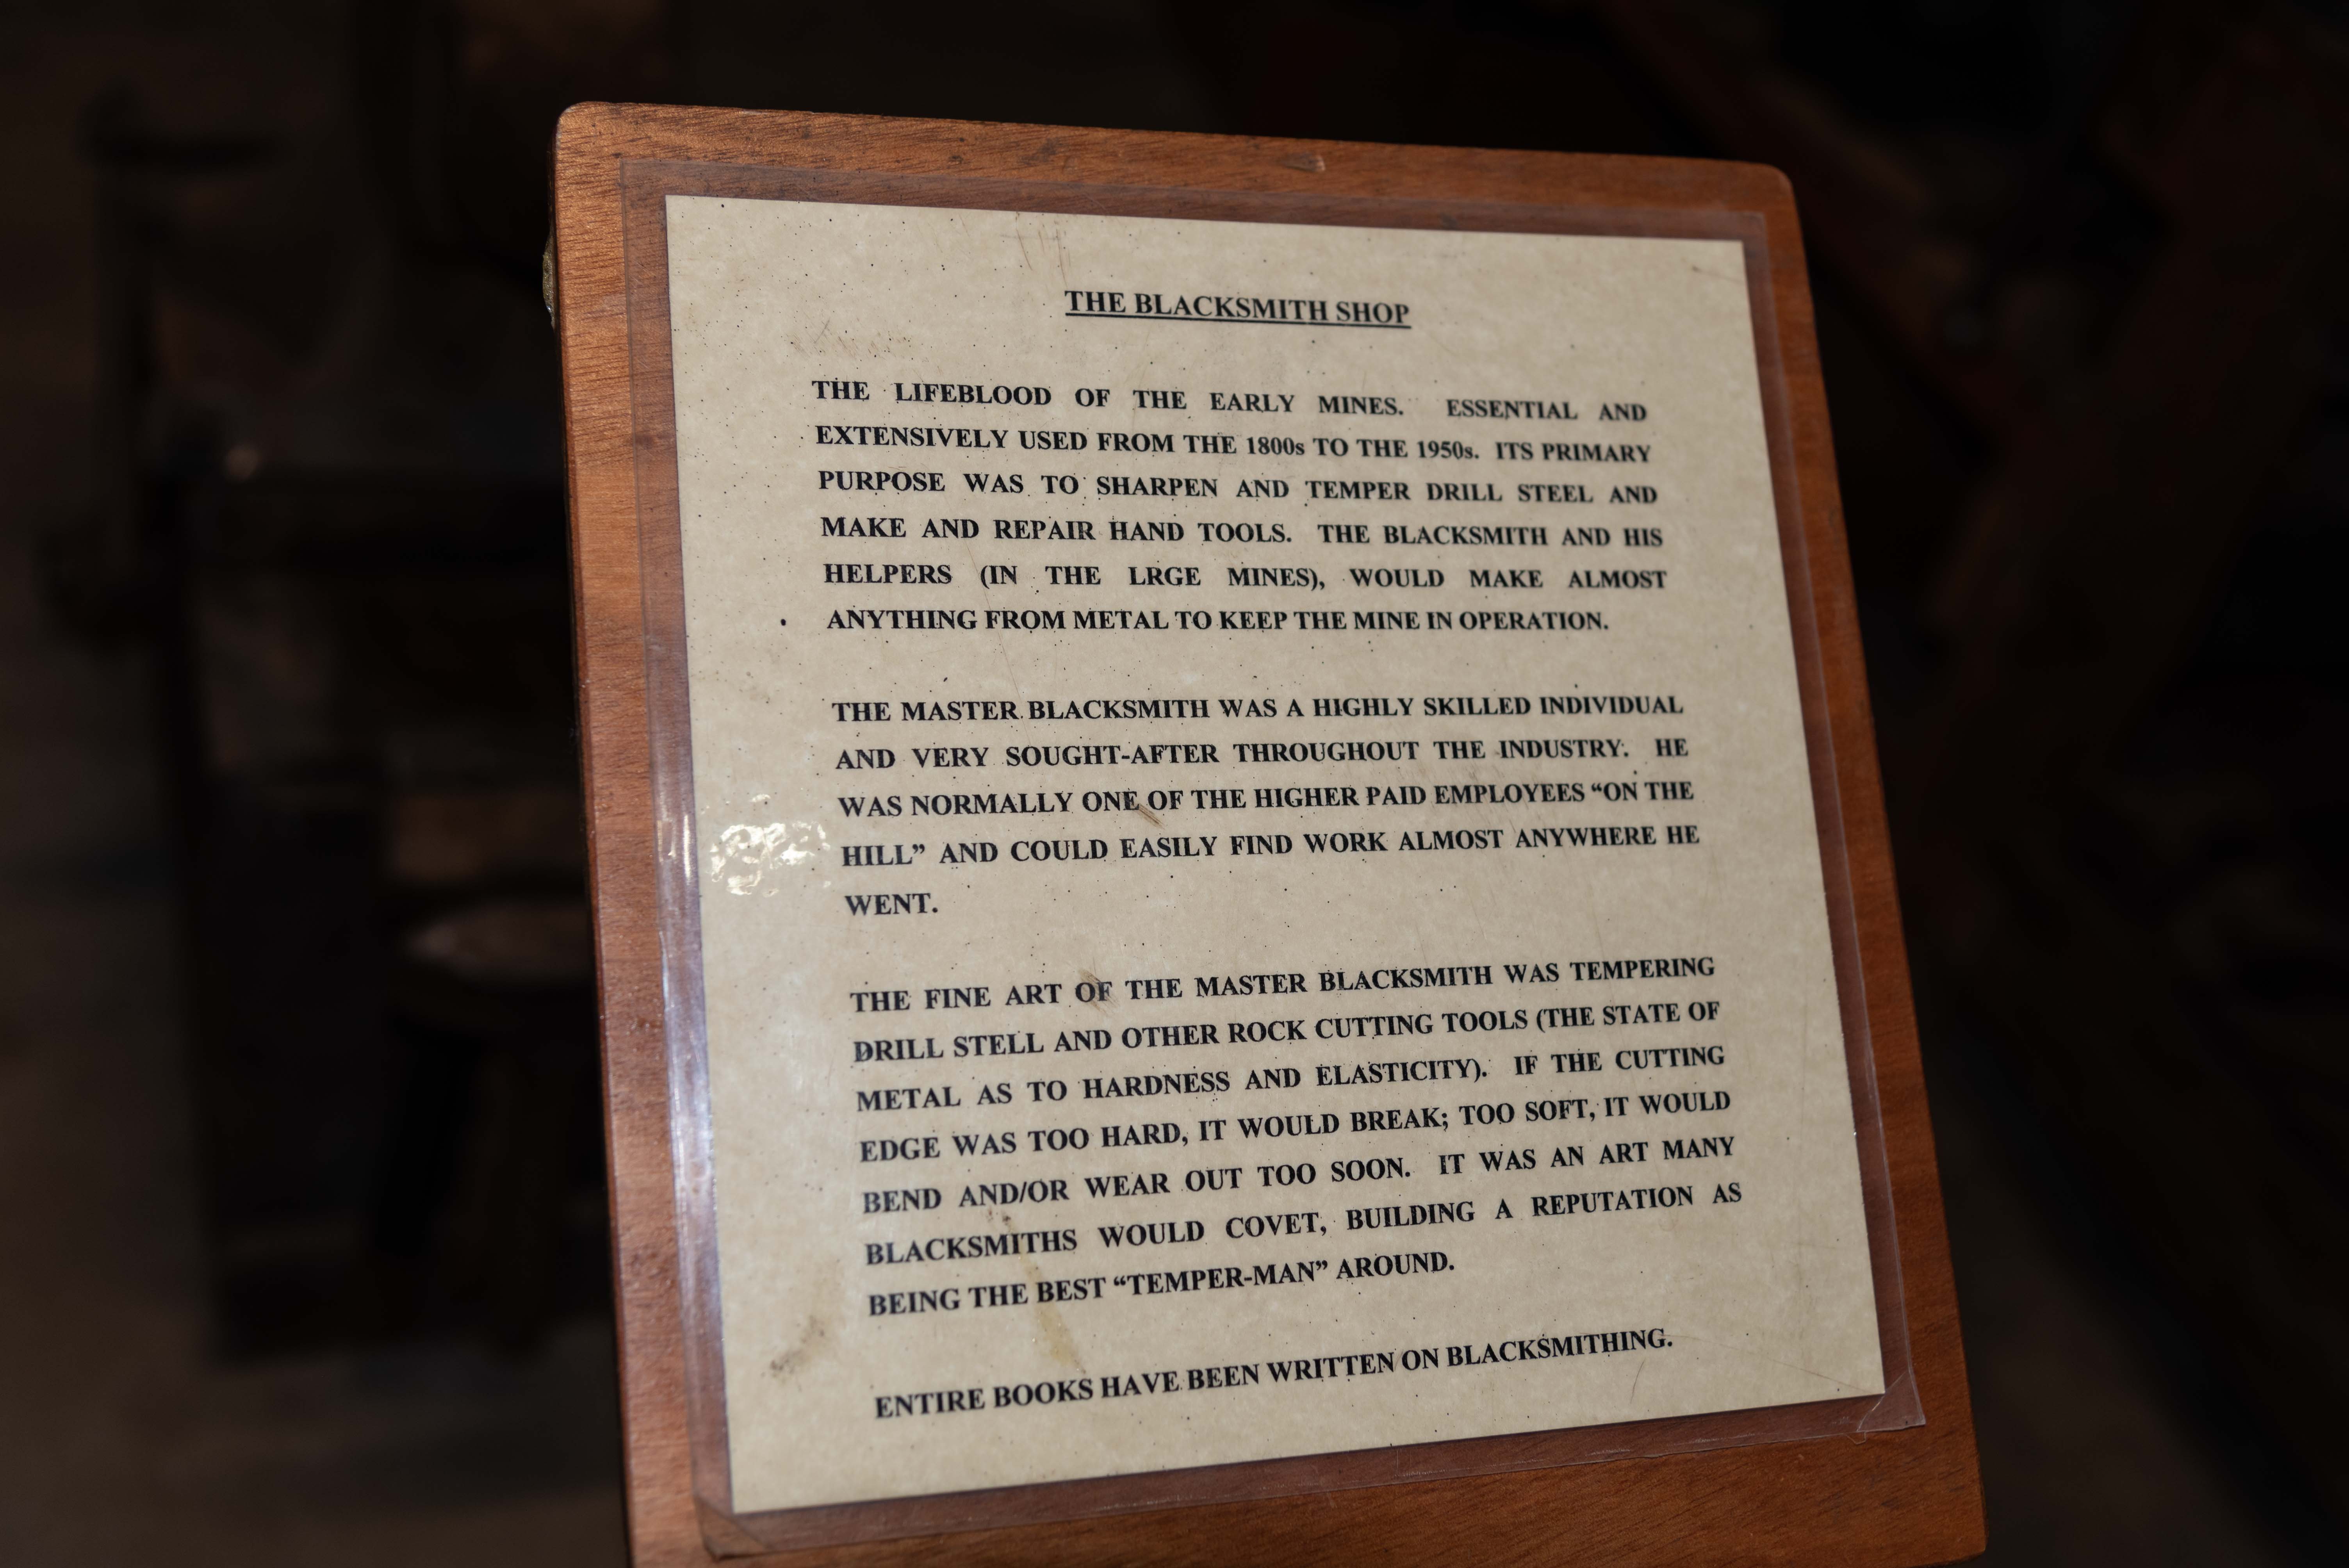 THE BLACKSMITH SHOP
THE LIFEBLOOD OF THE EARLY MINES. ESSENTIAL AND
EXTENSIVELY USED FROM THE 1800s TO THE 1950s. ITS PRIMARY
PURPOSE WAS TO SHARPEN AND TEMPER DRILL STEEL AND
MAKE AND REPAIR HAND TOOLS. THE BLACKSMITH AND HIS
HELPERS (IN THE LRGE MINES), WOULD MAKE ALMOST
ANYTHING FROM METAL TO KEEP THE MINE IN OPERATION.
THE MASTER BLACKSMITH WAS A HIGHLY SKILLED INDIVIDUAL
AND VERY SOUGHT-AFTER THROUGHOUT THE INDUSTRY. HE
WAS NORMALLY ONE OF THE HIGHER PAID EMPLOYEES “ON THE
HILL” AND COULD EASILY FIND WORK ALMOST ANYWHERE HE
WENT.
THE FINE ART OF THE MASTER BLACKSMITH WAS TEMPERING
DRILL STELL AND OTHER ROCK CUTTING TOOLS (THE STATE OF
METAL AS TO HARDNESS AND ELASTICITY). IF THE CUTTING
EDGE WAS TOO HARD, IT WOULD BREAK; TOO SOFT, IT WOULD
BEND AND/OR WEAR OUT TOO SOON. IT WAS AN ART MANY
BLACKSMITHS WOULD COVET, BUILDING A REPUTATION AS
BEING THE BEST “TEMPER-MAN” AROUND.
ENTIRE BOOKS HAVE BEEN WRITTEN ON BLACKSMITHING.